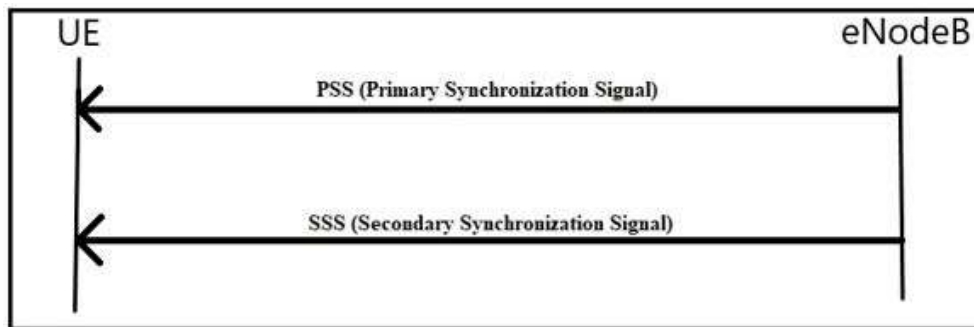 UE
eNodeB
PSS (Primary Synchronization Signal)
SSS (Secondary Synchronization Signal)